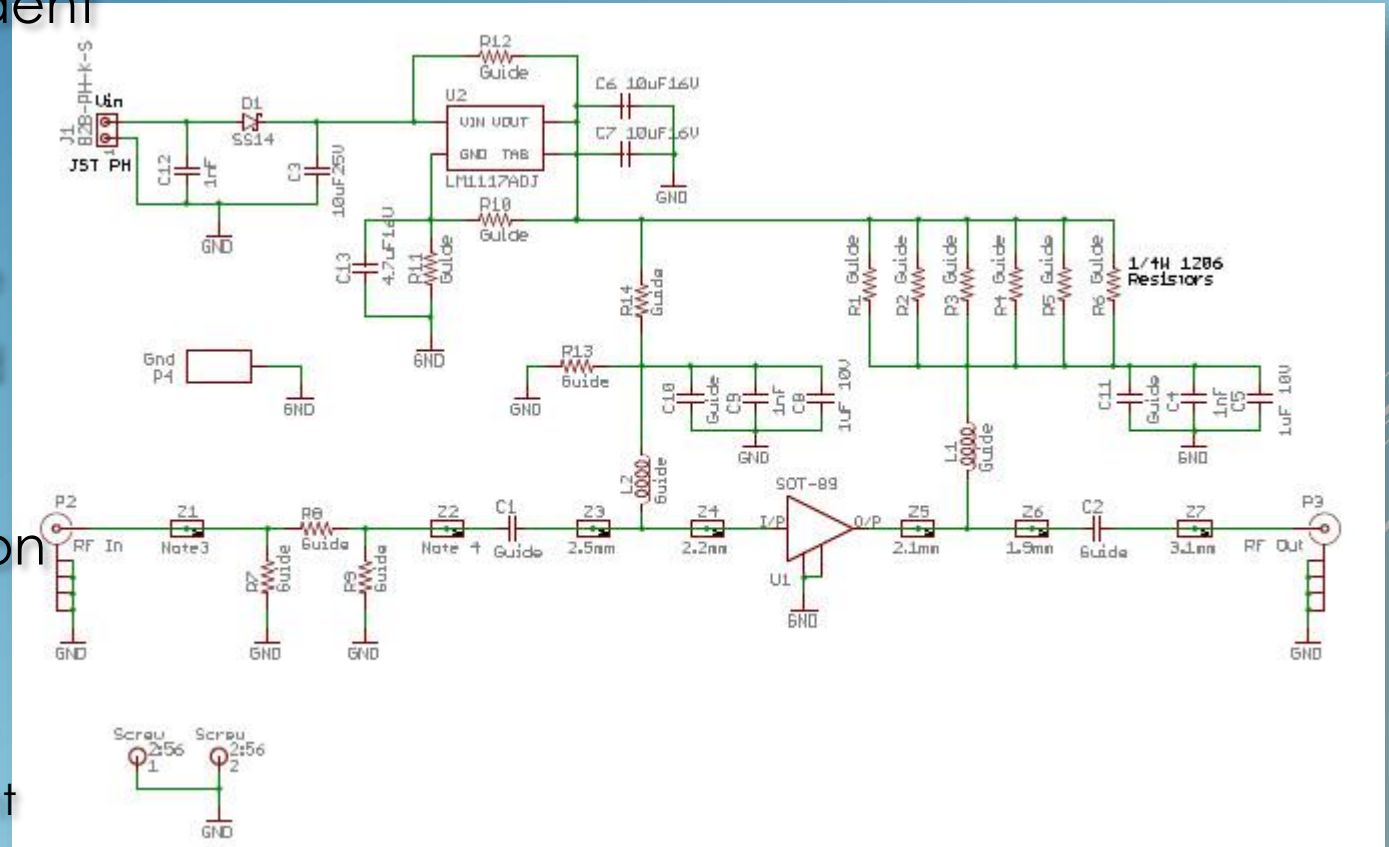 dent
on
t
R12
Guide
C6 10uF16V
U2
VIN VOUT
GND TAB
LM1117ADJ
C7 10uF16V
GND
J1
B2B-PH-K-S
Vin
1
JST PH
D1
SS14
C12
1nF
C3
10uF25V
GND
R10
Guide
C13
4.7uF16V
R11
Guide
GND
R14
Guide
R1 Guide
R2 Guide
R3 Guide
R4 Guide
R5 Guide
R6 Guide
1/4W 1206
Resistors
Gnd
P4
GND
R13
Guide
GND
C10
Guide
C9
1nF
C8
1uF 10V
GND
C11
Guide
C4
1nF
C5
1uF 10V
GND
L2
Guide
L1
Guide
SOT-89
P2
RF In
GND
Z1
Note3
R8
Guide
R7
Guide
GND
R9
Guide
GND
Z2
Note 4
C1
Guide
Z3
2.5mm
Z4
2.2mm
I/P
O/P
U1
GND
Z5
2.1mm
Z6
1.9mm
C2
Guide
Z7
3.1mm
P3
RF Out
GND
Screw
2:56
1
Screw
2:56
2
GND